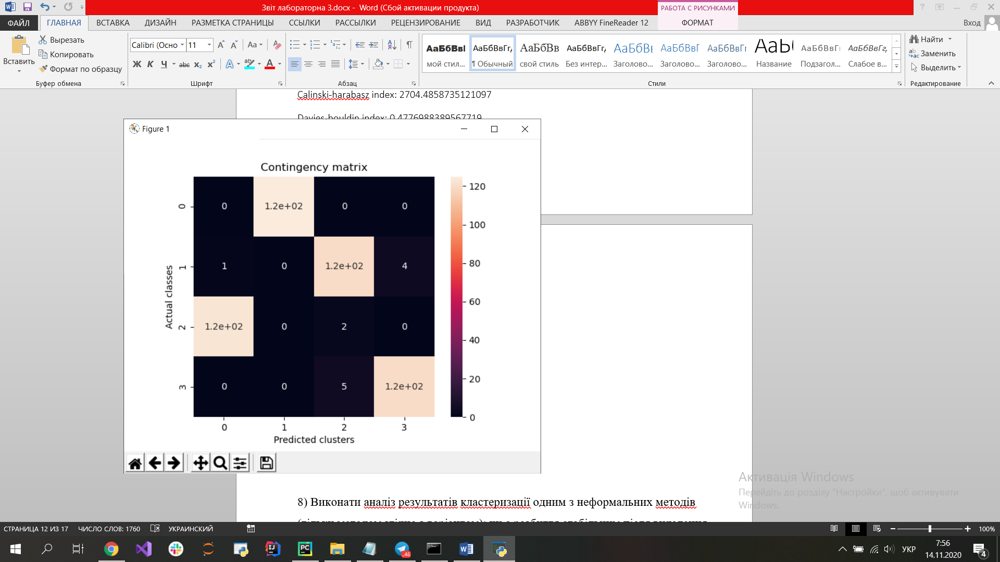 Звіт лабораторна 3.docx - Word (Сбой активации продукта)
РАБОТА С РИСУНКАМИ
ФАЙЛ ГЛАВНАЯ ВСТАВКА ДИЗАЙН РАЗМЕТКА СТРАНИЦЫ ССЫЛКИ РАССЫЛКИ РЕЦЕНЗИРОВАНИЕ ВИД РАЗРАБОТЧИК ABBYY FineReader 12 ФОРМАТ Вход
Вставить
Вырезать
Копировать
Формат по образцу
Буфер обмена
Calibri (Осно 11
Ж К Ч abc x₂ x²
Шрифт
Абзац
АаБбВвІ АаБбВвГг, АаБбВв АаБбВвГг, АаБбВі АаБбВвГ АаБбВвГг АаЬ АаБбВвГг АаБбВвГг,
мой стил... ¶ Обычный свой стиль Без интер... Заголово... Заголово... Заголово... Название Подзагол... Слабое в...
Стили
Найти
Заменить
Выделить
Редактирование
Calinski-harabasz index: 2704.4858735121097
Davies-bouldin index: 0.4776988389567719
Figure 1
Contingency matrix
Actual classes
0 0 1.2e+02 0 0
1 1 0 1.2e+02 4
2 1.2e+02 0 2 0
3 0 0 5 1.2e+02
0 1 2 3
Predicted clusters
120
100
80
60
40
20
0
8) Виконати аналіз результатів кластеризації одним з неформальних методів
Активація Windows
Перейдіть до розділу "Настройки", щоб активувати
Windows.
СТРАНИЦА 12 ИЗ 17 ЧИСЛО СЛОВ: 1760 УКРАИНСКИЙ 100%
..46
УКР
7:56
14.11.2020
4